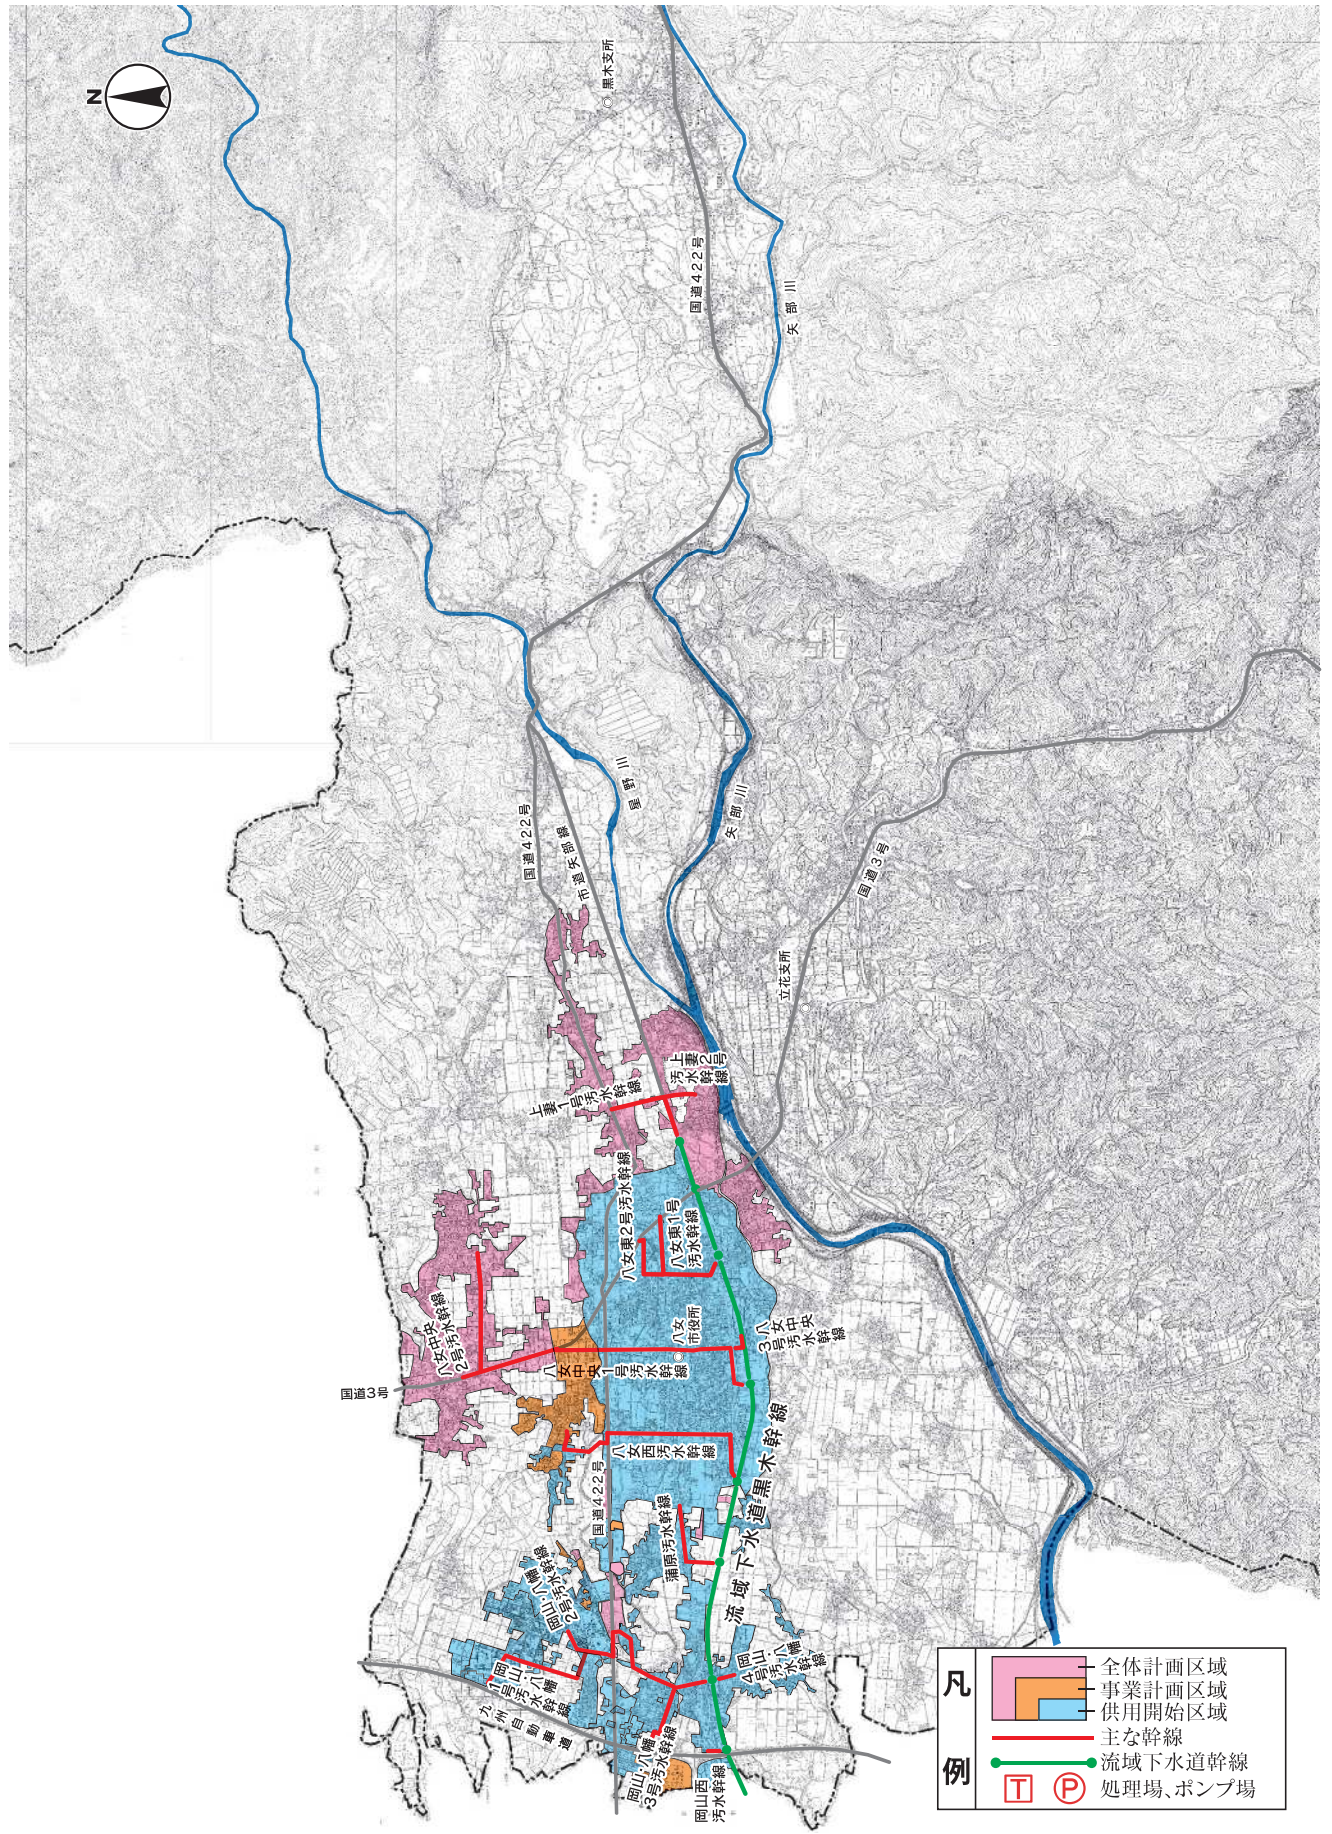 N
黒木支所
国道422号
矢部川
星野川
国道422号
市道矢部線
矢部川
国道3号
立花支所
上妻1号汚水幹線
上妻2号
汚水幹線
八女東2号汚水幹線
八女東1号
汚水幹線
八女中央
2号汚水幹線
国道3号
八女中央
1号汚水幹線
八女
市役所
八女中央
3号汚水幹線
八女西汚水幹線
国道422号
蒲原汚水幹線
流域下水道黒木幹線
岡山・八幡
2号汚水幹線
岡山・八幡
1号汚水幹線
九州自動車道
岡山・八幡
3号汚水幹線
岡山・八幡
4号汚水幹線
岡山西
汚水幹線
凡例
全体計画区域
事業計画区域
供用開始区域
主な幹線
流域下水道幹線
T P 処理場、ポンプ場